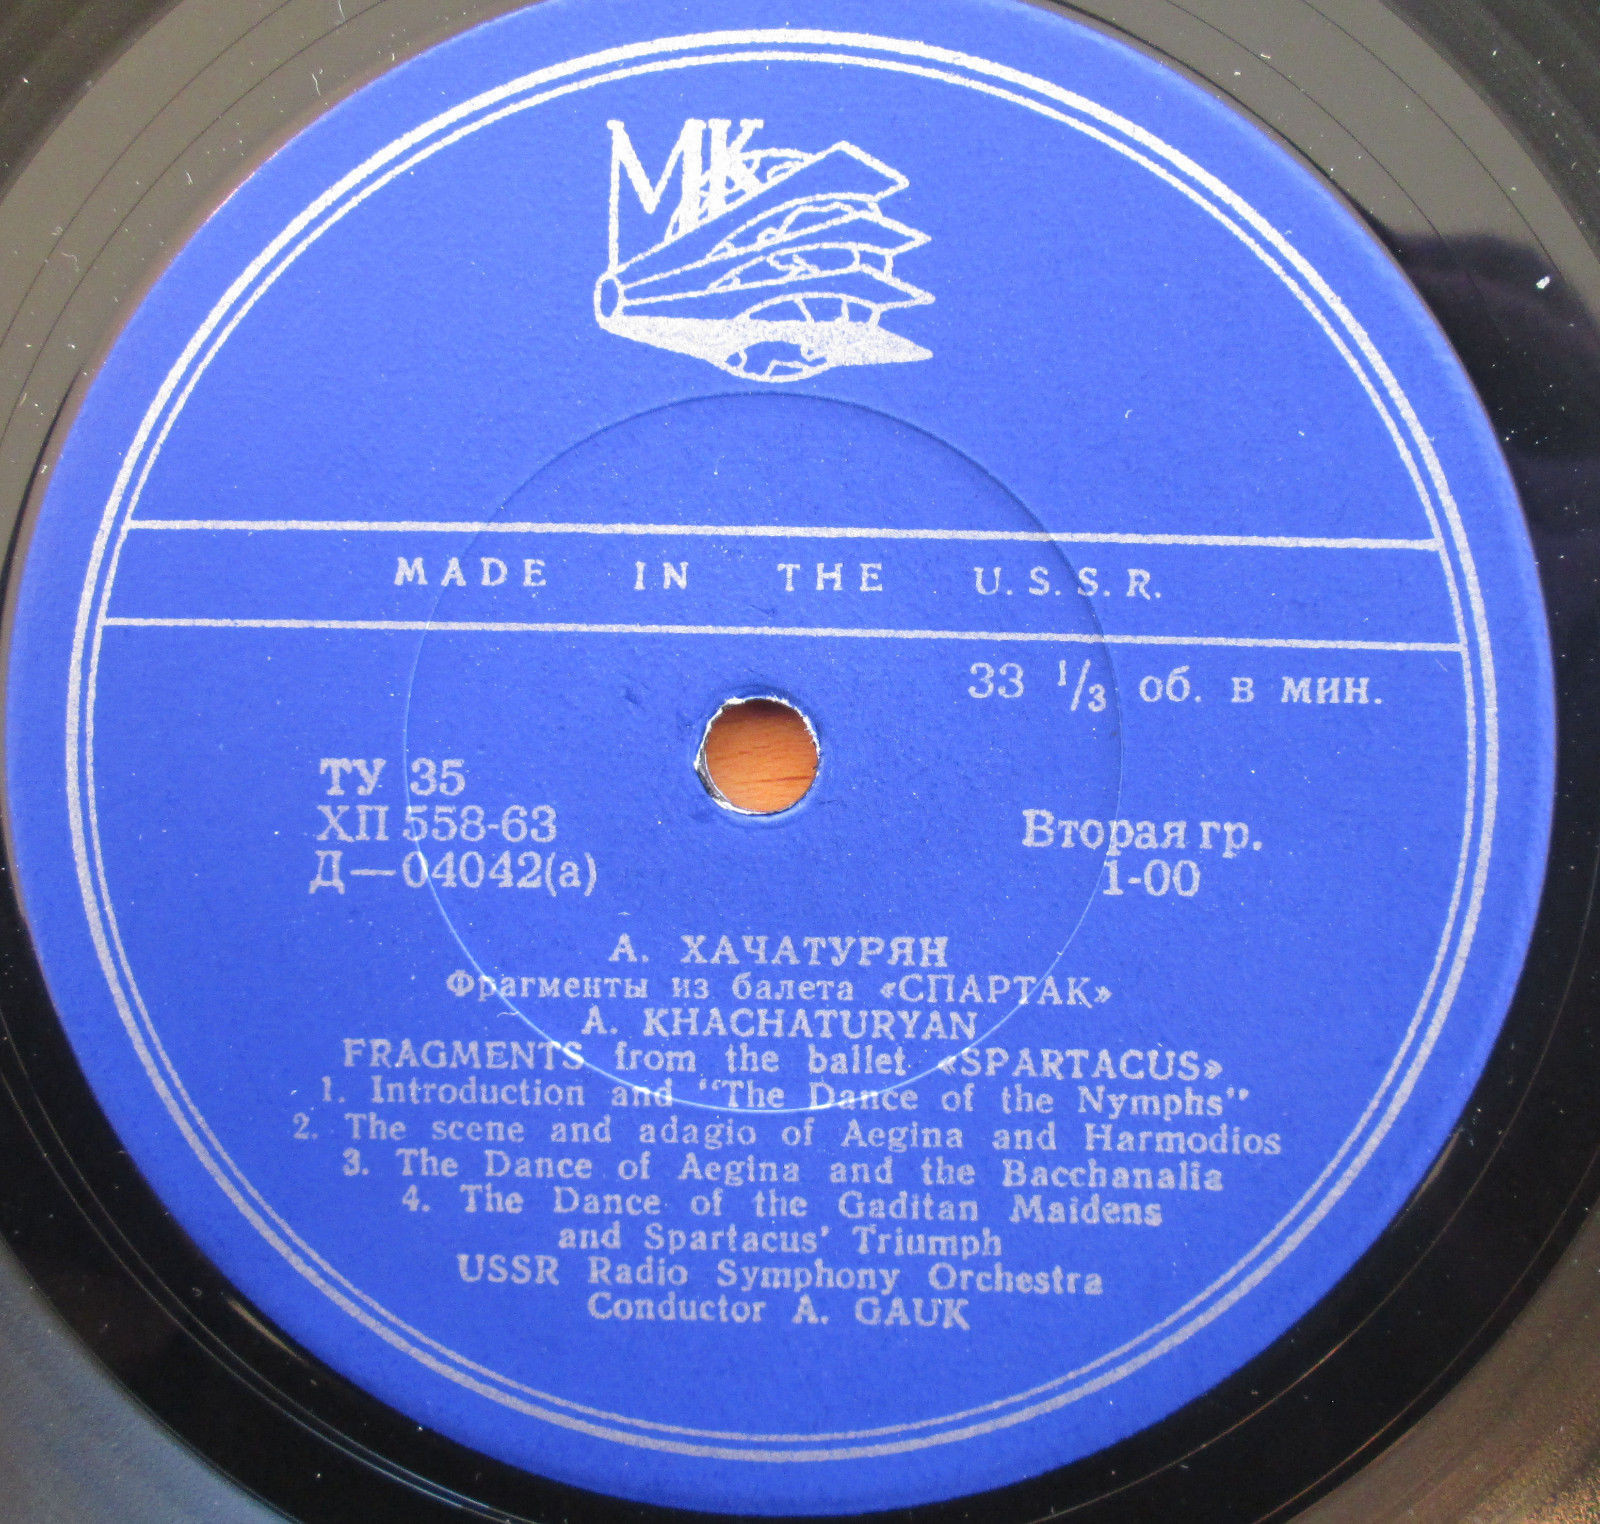 МК
MADE IN THE U.S.S.R.
33 1/3 об. в мин.
ТУ 35
ХП 558-63
Д—04042(а)
Вторая гр.
1-00
А. ХАЧАТУРЯН
Фрагменты из балета «СПАРТАК»
A. KHACHATURYAN
FRAGMENTS from the ballet «SPARTACUS»
1. Introduction and "The Dance of the Nymphs"
2. The scene and adagio of Aegina and Harmodios
3. The Dance of Aegina and the Bacchanalia
4. The Dance of the Gaditan Maidens
and Spartacus' Triumph
USSR Radio Symphony Orchestra
Conductor A. GAUK